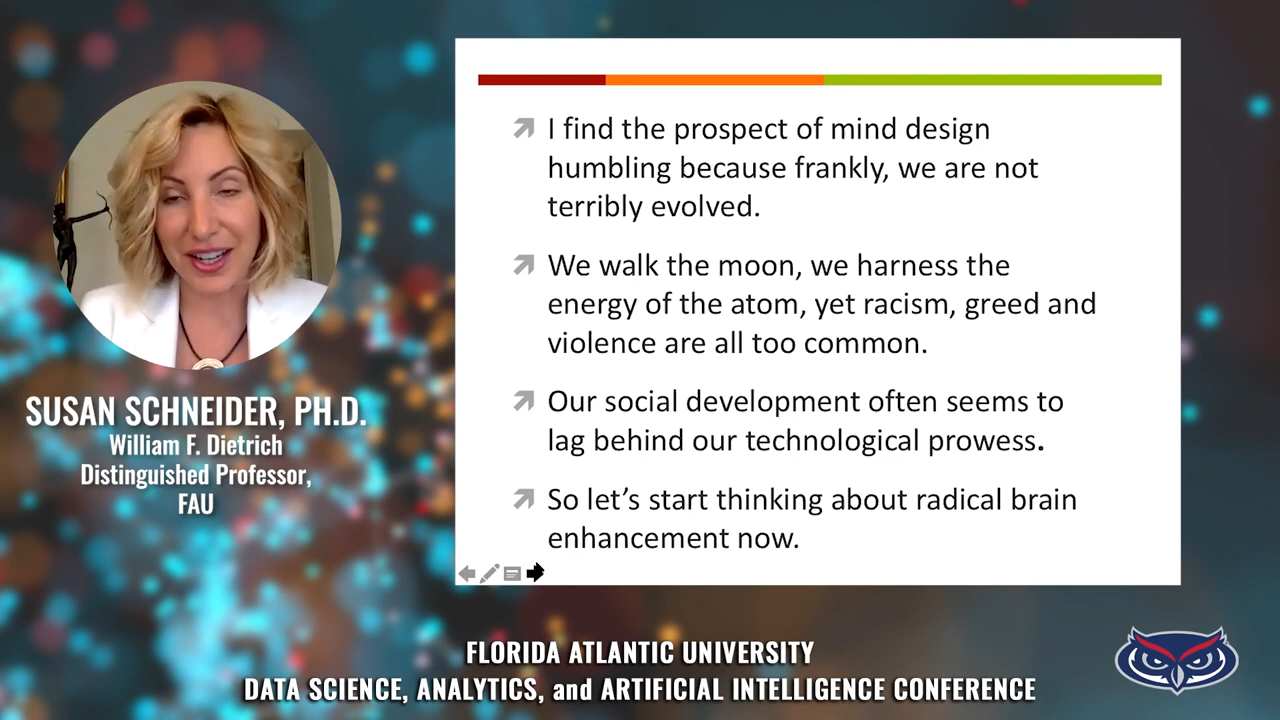 I find the prospect of mind design
humbling because frankly, we are not
terribly evolved.
We walk the moon, we harness the
energy of the atom, yet racism, greed and
violence are all too common.
Our social development often seems to
lag behind our technological prowess.
So let’s start thinking about radical brain
enhancement now.
SUSAN SCHNEIDER, PH.D.
William F. Dietrich
Distinguished Professor,
FAU
FLORIDA ATLANTIC UNIVERSITY
DATA SCIENCE, ANALYTICS, and ARTIFICIAL INTELLIGENCE CONFERENCE